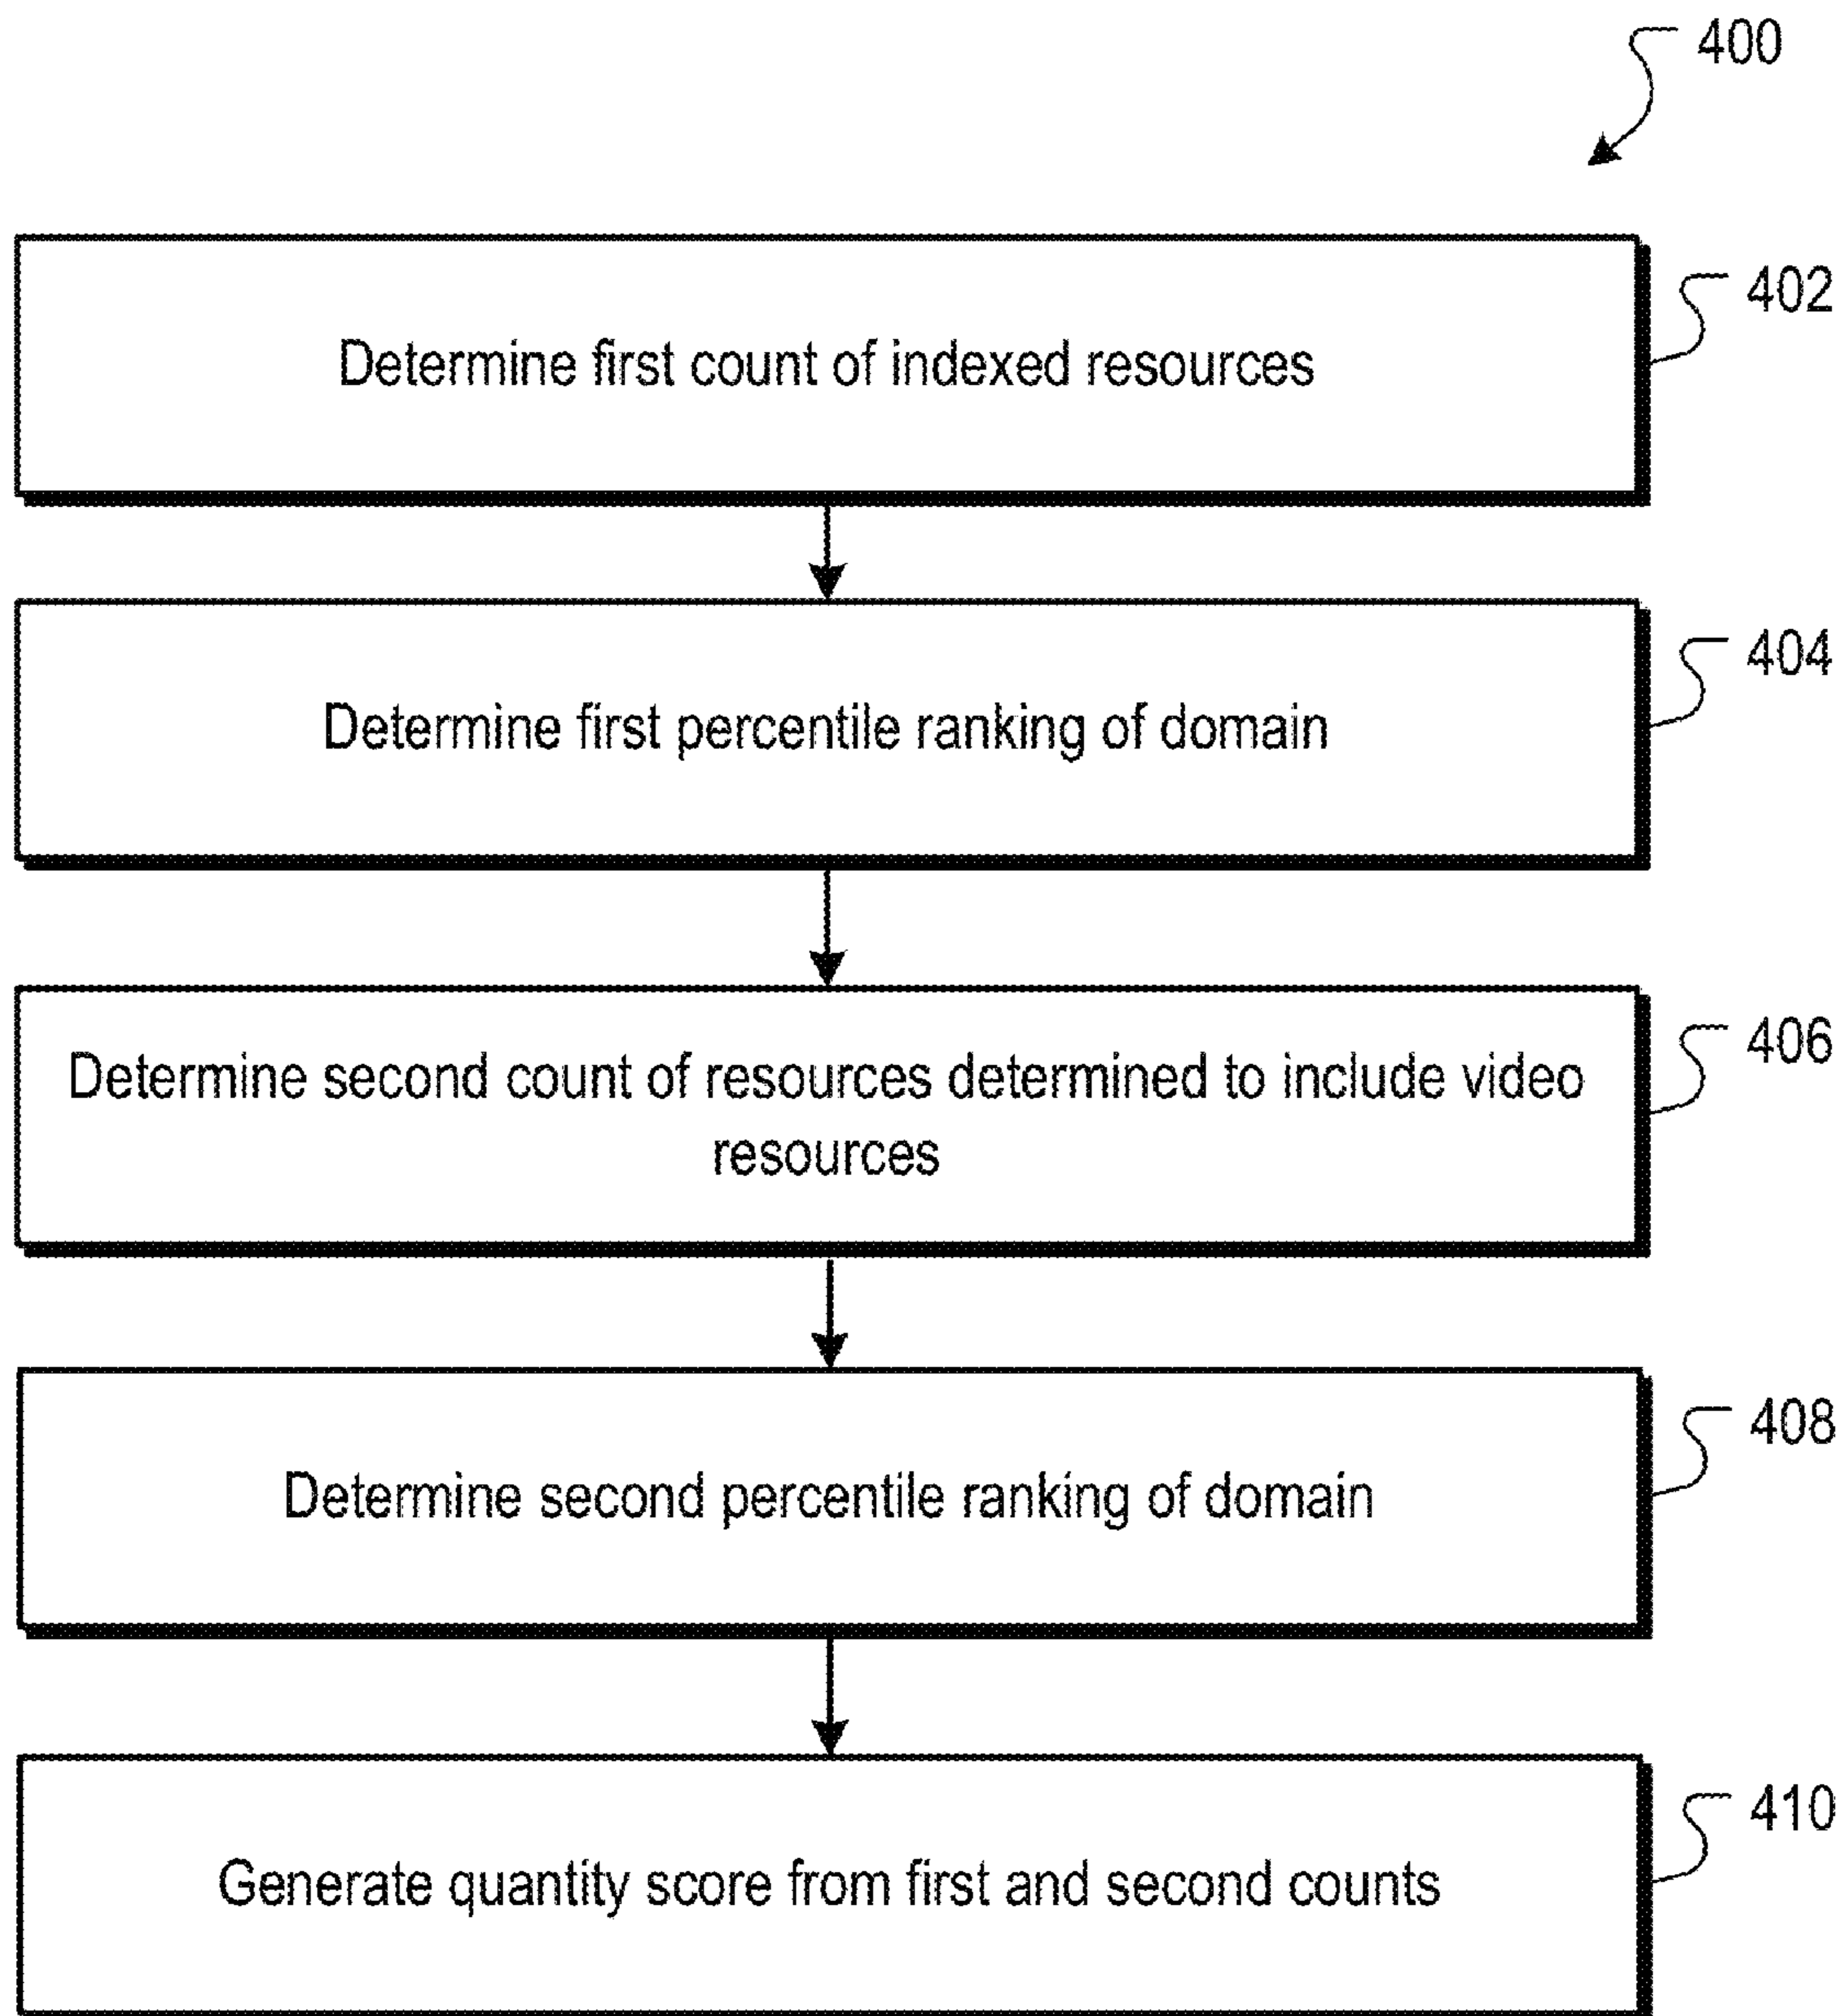 400
Determine first count of indexed resources
402
Determine first percentile ranking of domain
404
Determine second count of resources determined to include video
resources
406
Determine second percentile ranking of domain
408
Generate quantity score from first and second counts
410